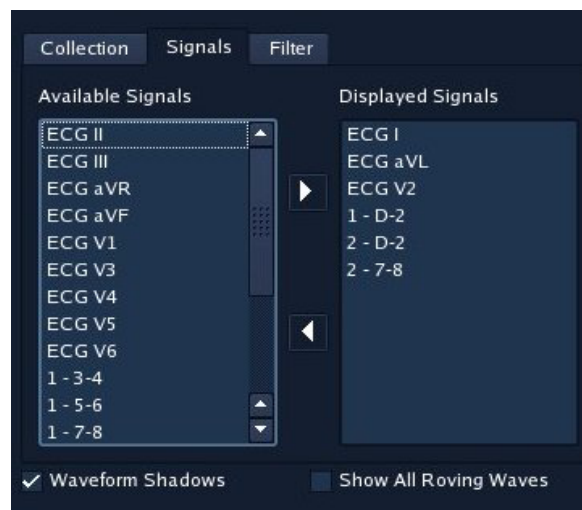 Collection Signals Filter
Available Signals
ECG II
ECG III
ECG aVR
ECG aVF
ECG V1
ECG V3
ECG V4
ECG V5
ECG V6
1 - 3-4
1 - 5-6
1 - 7-8
Displayed Signals
ECG I
ECG aVL
ECG V2
1 - D-2
2 - D-2
2 - 7-8
Waveform Shadows
Show All Roving Waves